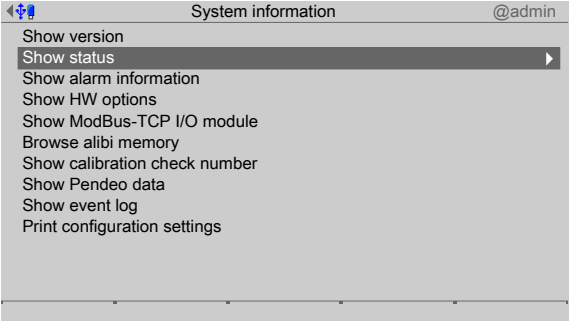 System information @admin
Show version
Show status
Show alarm information
Show HW options
Show ModBus-TCP I/O module
Browse alibi memory
Show calibration check number
Show Pendeo data
Show event log
Print configuration settings